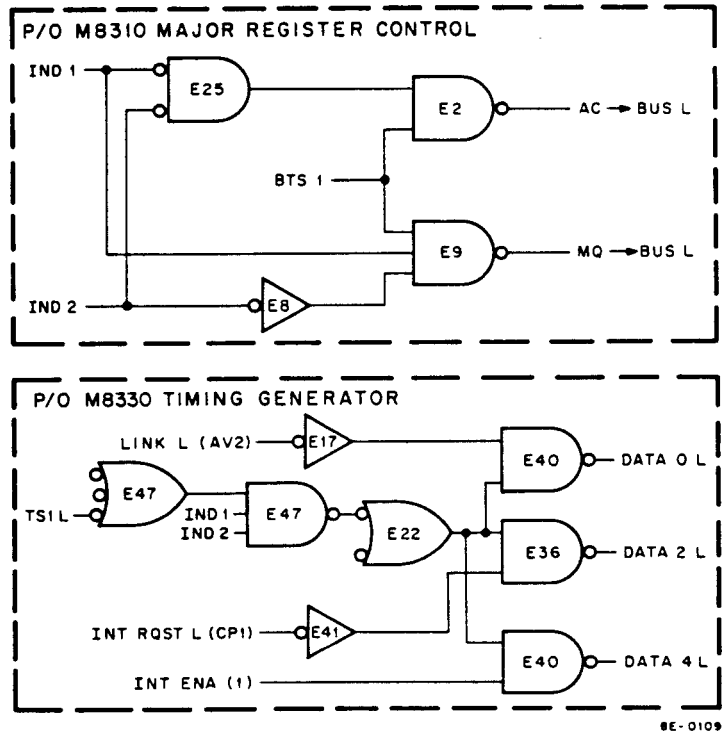 P/O M8310 MAJOR REGISTER CONTROL
IND 1
E25
E2
AC → BUS L
BTS 1
E9
MQ → BUS L
IND 2
E8
P/O M8330 TIMING GENERATOR
LINK L (AV2)
E17
E40
DATA 0 L
TS1 L
E47
IND 1
IND 2
E47
E22
E36
DATA 2 L
INT RQST L (CP1)
E41
E40
DATA 4 L
INT ENA (1)
8E-0109